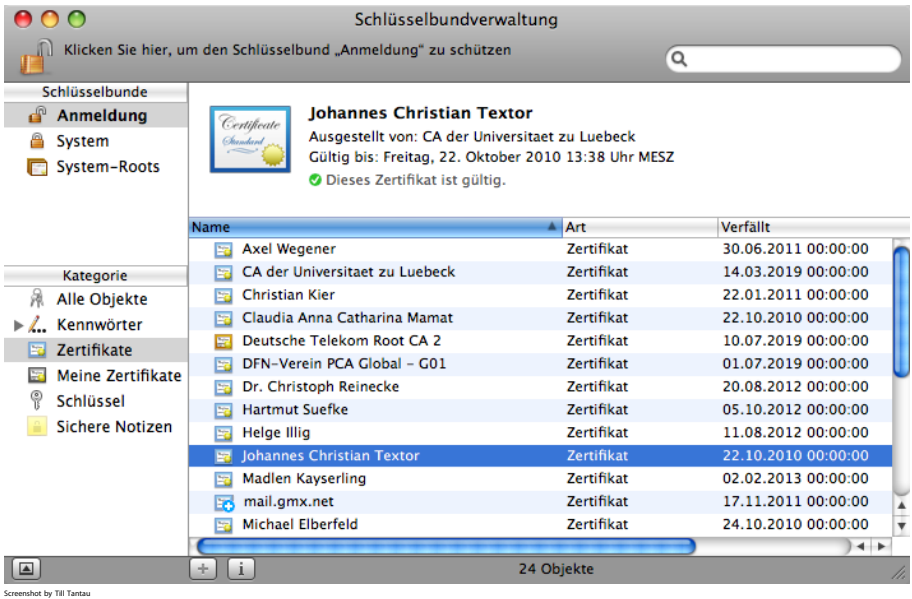 Schlüsselbundverwaltung
Klicken Sie hier, um den Schlüsselbund „Anmeldung“ zu schützen
Schlüsselbunde
Anmeldung
System
System-Roots
Certificate
Standard
Johannes Christian Textor
Ausgestellt von: CA der Universitaet zu Luebeck
Gültig bis: Freitag, 22. Oktober 2010 13:38 Uhr MESZ
Dieses Zertifikat ist gültig.
Kategorie
Alle Objekte
Kennwörter
Zertifikate
Meine Zertifikate
Schlüssel
Sichere Notizen
Name Art Verfällt
Axel Wegener Zertifikat 30.06.2011 00:00:00
CA der Universitaet zu Luebeck Zertifikat 14.03.2019 00:00:00
Christian Kier Zertifikat 22.01.2011 00:00:00
Claudia Anna Catharina Mamat Zertifikat 22.10.2010 00:00:00
Deutsche Telekom Root CA 2 Zertifikat 10.07.2019 00:00:00
DFN-Verein PCA Global - G01 Zertifikat 01.07.2019 00:00:00
Dr. Christoph Reinecke Zertifikat 20.08.2012 00:00:00
Hartmut Suefke Zertifikat 05.10.2012 00:00:00
Helge Illig Zertifikat 11.08.2012 00:00:00
Johannes Christian Textor Zertifikat 22.10.2010 00:00:00
Madlen Kayserling Zertifikat 02.02.2013 00:00:00
mail.gmx.net Zertifikat 17.11.2011 00:00:00
Michael Elberfeld Zertifikat 24.10.2010 00:00:00
24 Objekte
Screenshot by Till Tantau